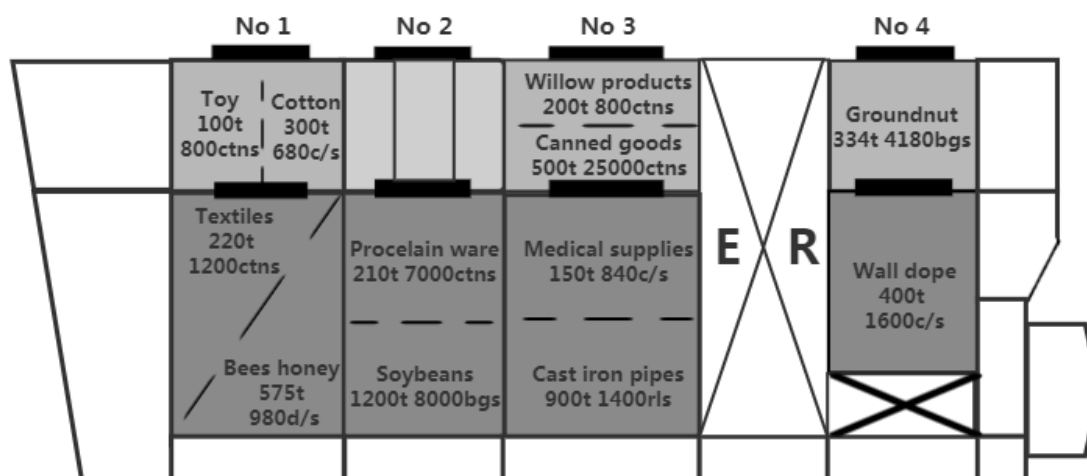 No 1
No 2
No 3
No 4
Toy
100t
800ctns
Cotton
300t
680c/s
Willow products
200t 800ctns
Canned goods
500t 25000ctns
Groundnut
334t 4180bgs
Textiles
220t
1200ctns
Bees honey
575t
980d/s
Procelain ware
210t 7000ctns
Soybeans
1200t 8000bgs
Medical supplies
150t 840c/s
Cast iron pipes
900t 1400rls
E R
Wall dope
400t
1600c/s